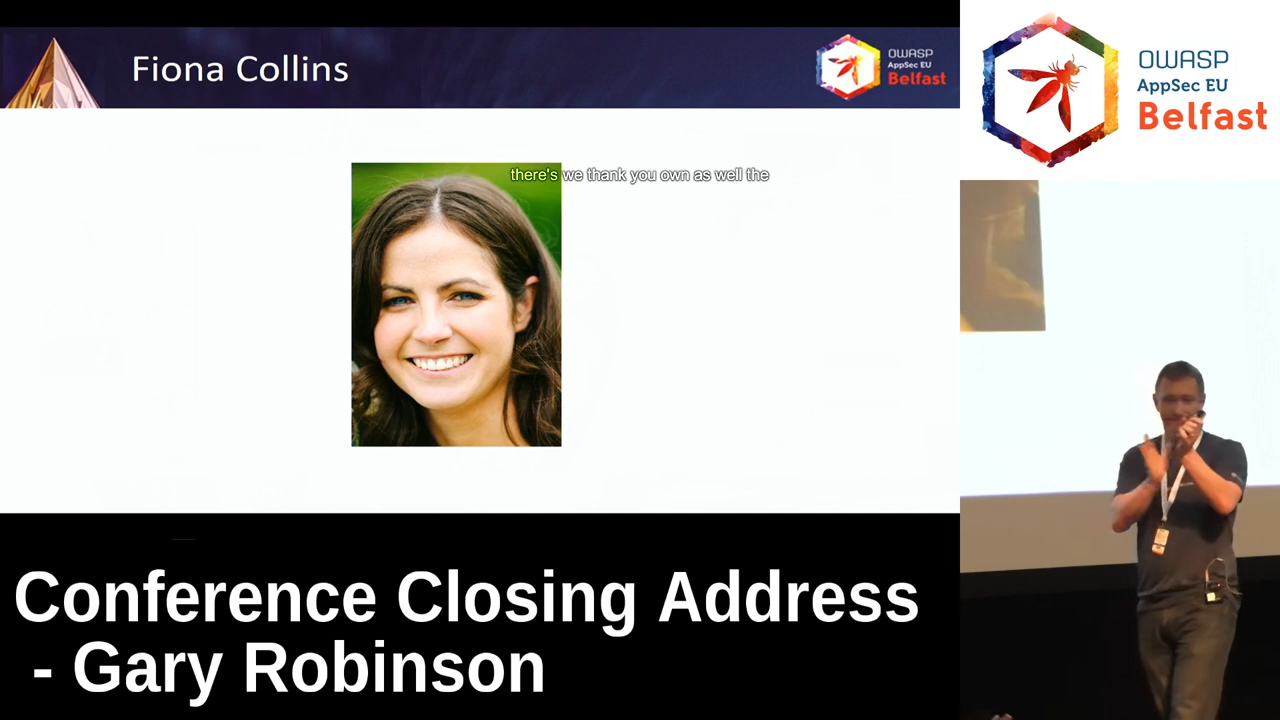 Fiona Collins
OWASP
AppSec EU
Belfast
OWASP
AppSec EU
Belfast
there's we thank you own as well the
Conference Closing Address
- Gary Robinson